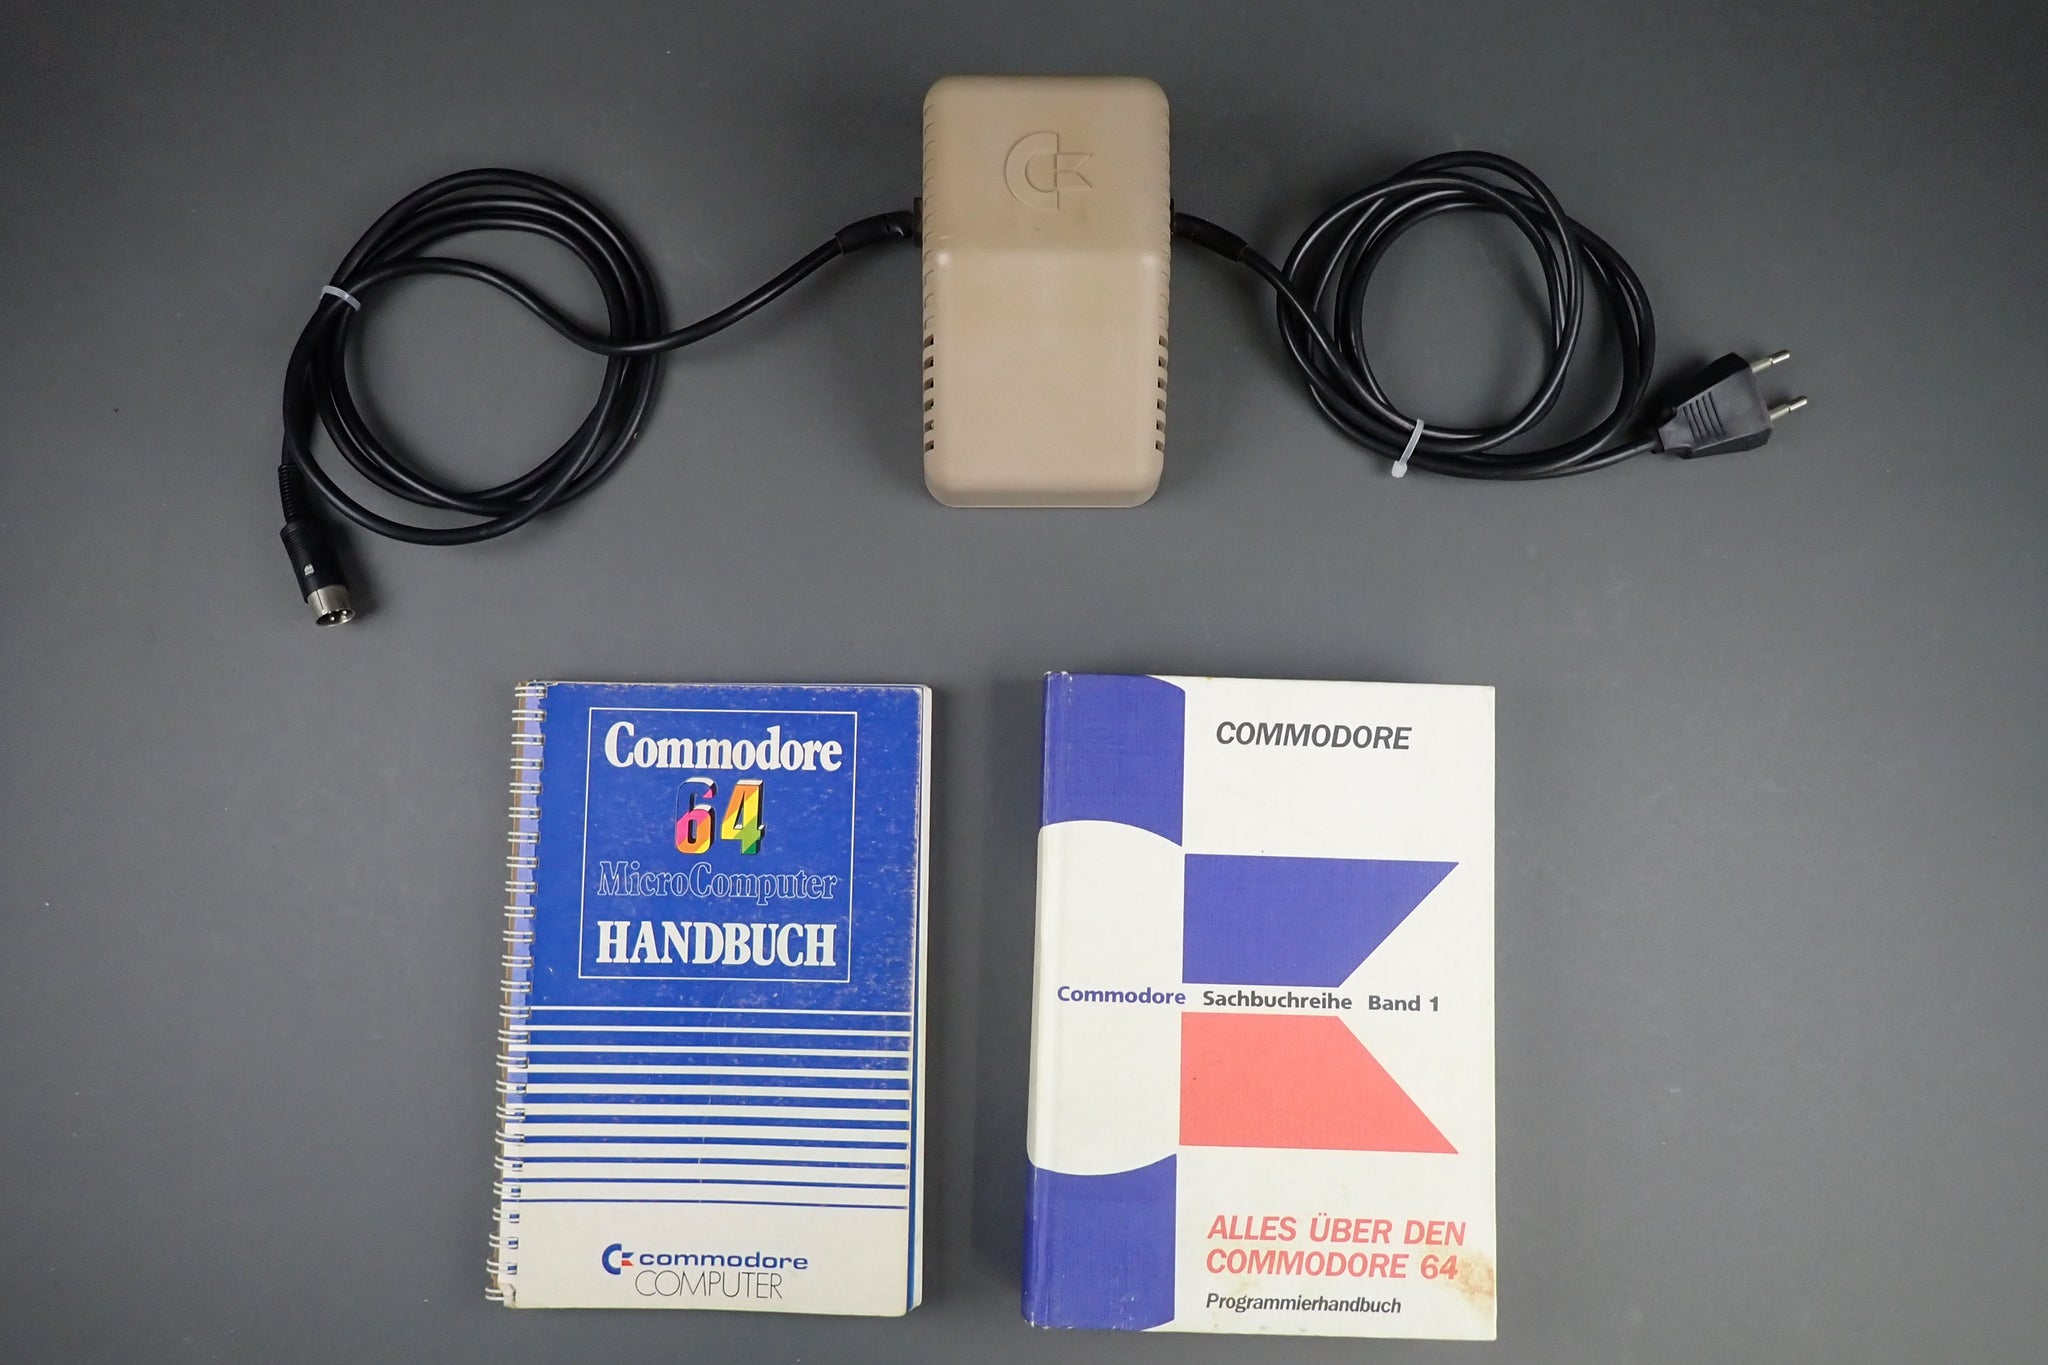 Commodore
64
MicroComputer
HANDBUCH
commodore
COMPUTER
COMMODORE
Commodore Sachbuchreihe Band 1
ALLES ÜBER DEN
COMMODORE 64
Programmierhandbuch